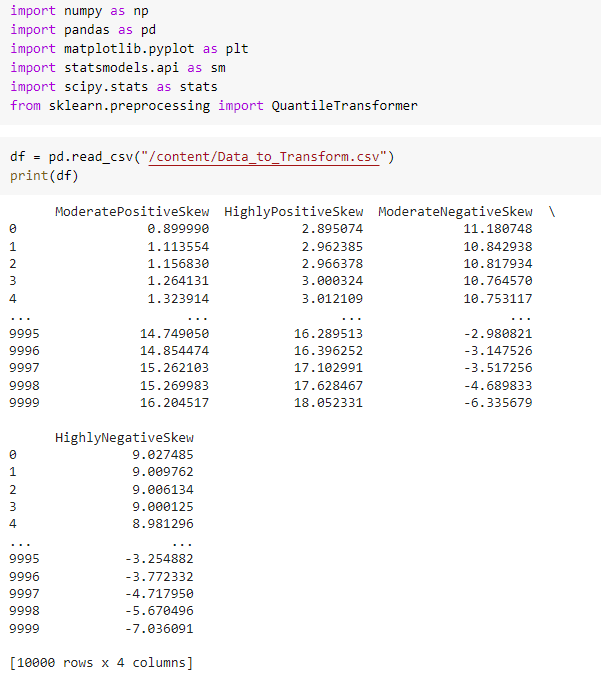 import numpy as np
import pandas as pd
import matplotlib.pyplot as plt
import statsmodels.api as sm
import scipy.stats as stats
from sklearn.preprocessing import QuantileTransformer
df = pd.read_csv("/content/Data_to_Transform.csv")
print(df)
      ModeratePositiveSkew  HighlyPositiveSkew  ModerateNegativeSkew  \
0                 0.899990            2.895074             11.180748
1                 1.113554            2.962385             10.842938
2                 1.156830            2.966378             10.817934
3                 1.264131            3.000324             10.764570
4                 1.323914            3.012109             10.753117
...                    ...                 ...                   ...
9995             14.749050           16.289513             -2.980821
9996             14.854474           16.396252             -3.147526
9997             15.262103           17.102991             -3.517256
9998             15.269983           17.628467             -4.689833
9999             16.204517           18.052331             -6.335679
      HighlyNegativeSkew
0               9.027485
1               9.009762
2               9.006134
3               9.000125
4               8.981296
...                  ...
9995           -3.254882
9996           -3.772332
9997           -4.717950
9998           -5.670496
9999           -7.036091
[10000 rows x 4 columns]